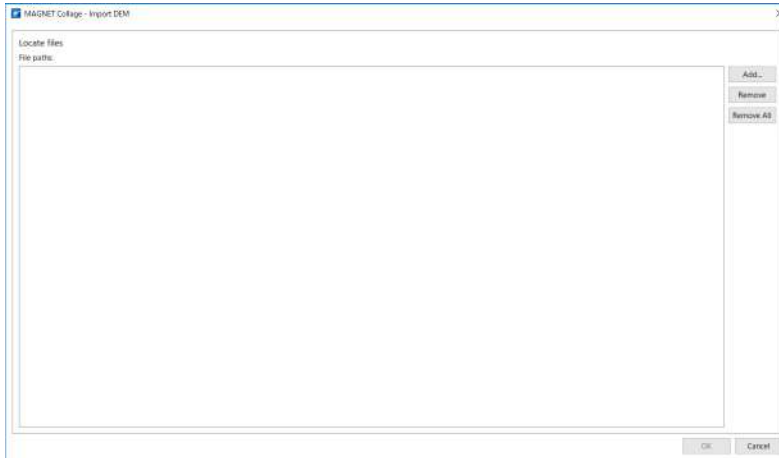 MAGNET Collage - Import DEM
Locate files
File paths:
Add...
Remove
Remove All
OK
Cancel